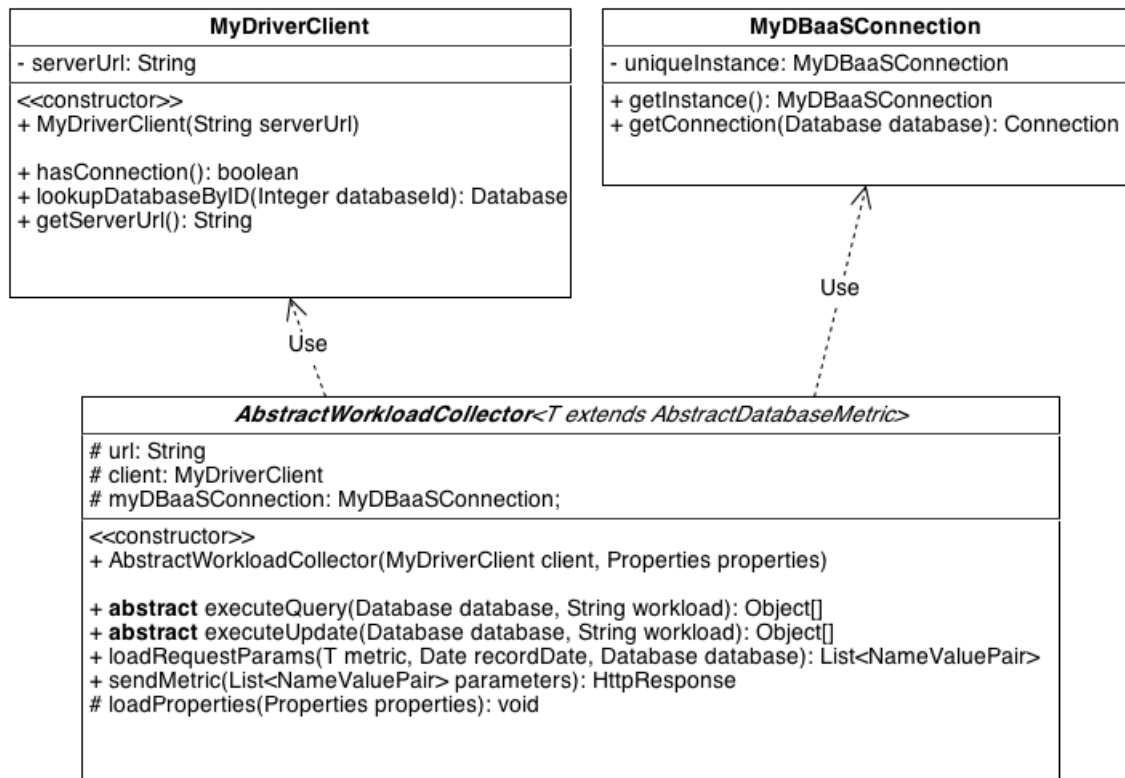 MyDriverClient
- serverUrl: String
<<constructor>>
+ MyDriverClient(String serverUrl)
+ hasConnection(): boolean
+ lookupDatabaseByID(Integer databaseId): Database
+ getServerUrl(): String
MyDBaaSConnection
- uniqueInstance: MyDBaaSConnection
+ getInstance(): MyDBaaSConnection
+ getConnection(Database database): Connection
Use
Use
AbstractWorkloadCollector<T extends AbstractDatabaseMetric>
# url: String
# client: MyDriverClient
# myDBaaSConnection: MyDBaaSConnection;
<<constructor>>
+ AbstractWorkloadCollector(MyDriverClient client, Properties properties)
+ abstract executeQuery(Database database, String workload): Object[]
+ abstract executeUpdate(Database database, String workload): Object[]
+ loadRequestParams(T metric, Date recordDate, Database database): List<NameValuePair>
+ sendMetric(List<NameValuePair> parameters): HttpResponse
# loadProperties(Properties properties): void